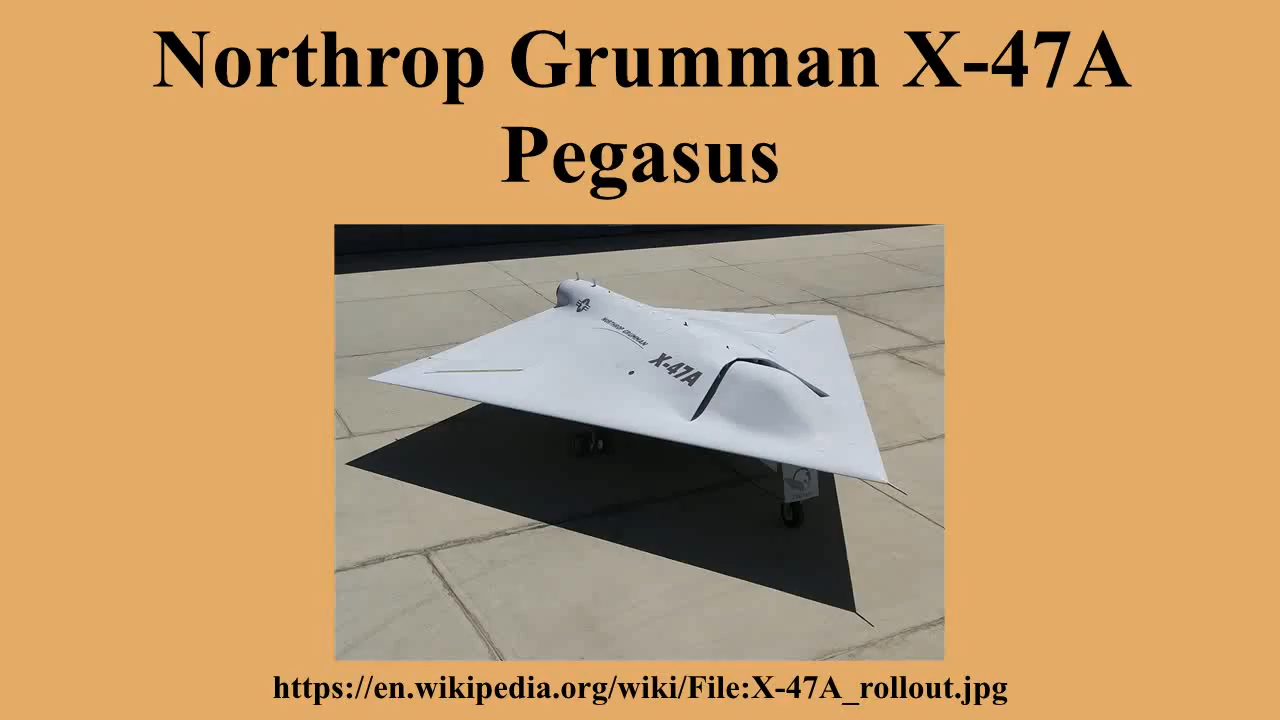 Northrop Grumman X-47A
Pegasus
NORTHROP GRUMMAN
X-47A
https://en.wikipedia.org/wiki/File:X-47A_rollout.jpg